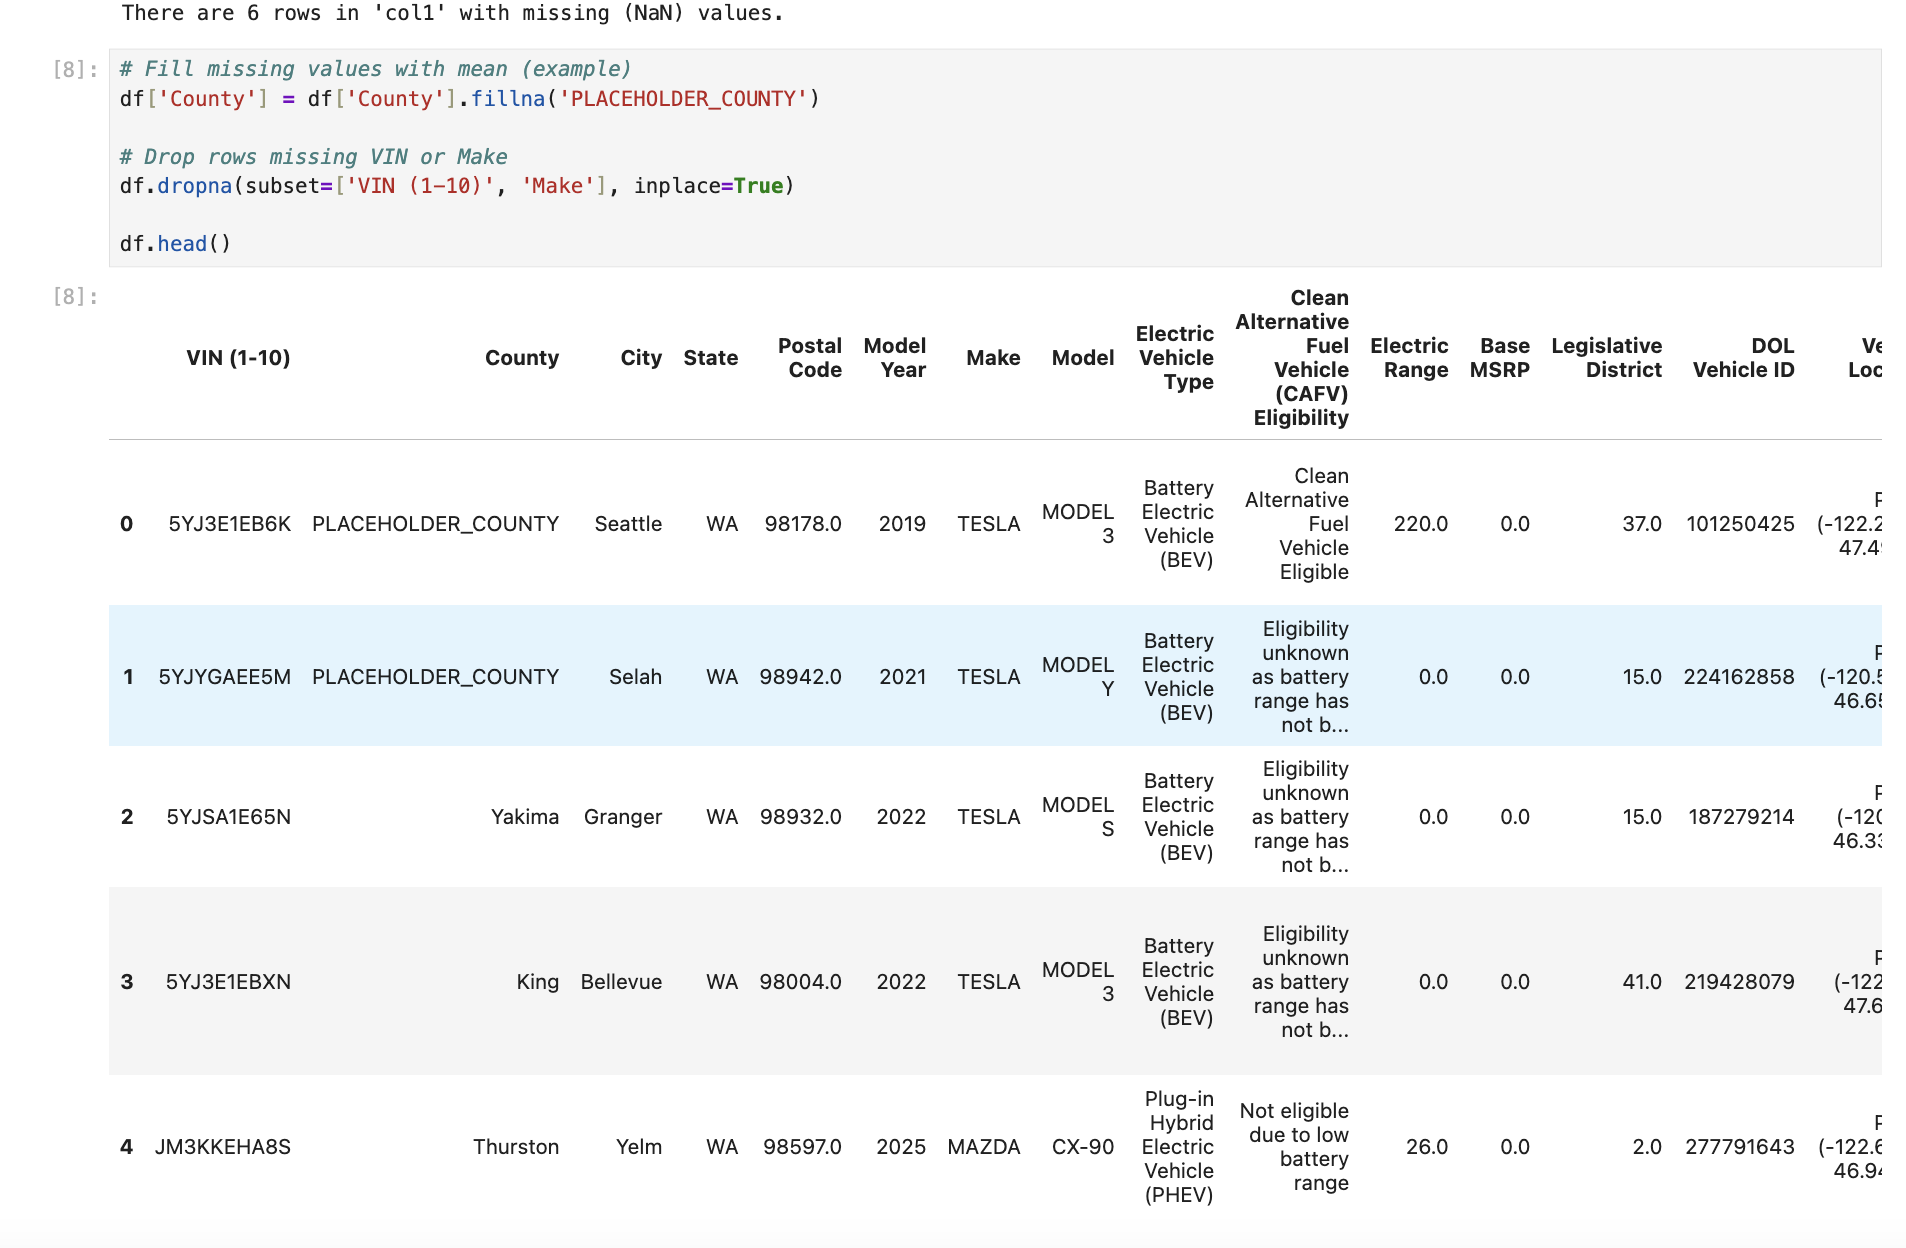 There are 6 rows in 'col1' with missing (NaN) values.
[8]:
# Fill missing values with mean (example)
df['County'] = df['County'].fillna('PLACEHOLDER_COUNTY')
# Drop rows missing VIN or Make
df.dropna(subset=['VIN (1-10)', 'Make'], inplace=True)
df.head()
[8]:
VIN (1-10) County City State Postal Code Model Year Make Model Electric Vehicle Type Clean Alternative Fuel Vehicle (CAFV) Eligibility Electric Range Base MSRP Legislative District DOL Vehicle ID Ve Loc
0 5YJ3E1EB6K PLACEHOLDER_COUNTY Seattle WA 98178.0 2019 TESLA MODEL 3 Battery Electric Vehicle (BEV) Clean Alternative Fuel Vehicle Eligible 220.0 0.0 37.0 101250425 (-122.2 47.4
1 5YJYGAEE5M PLACEHOLDER_COUNTY Selah WA 98942.0 2021 TESLA MODEL Y Battery Electric Vehicle (BEV) Eligibility unknown as battery range has not b... 0.0 0.0 15.0 224162858 (-120.5 46.65
2 5YJSA1E65N Yakima Granger WA 98932.0 2022 TESLA MODEL S Battery Electric Vehicle (BEV) Eligibility unknown as battery range has not b... 0.0 0.0 15.0 187279214 (-120 46.33
3 5YJ3E1EBXN King Bellevue WA 98004.0 2022 TESLA MODEL 3 Battery Electric Vehicle (BEV) Eligibility unknown as battery range has not b... 0.0 0.0 41.0 219428079 (-122 47.6
4 JM3KKEHA8S Thurston Yelm WA 98597.0 2025 MAZDA CX-90 Plug-in Hybrid Electric Vehicle (PHEV) Not eligible due to low battery range 26.0 0.0 2.0 277791643 (-122.6 46.94